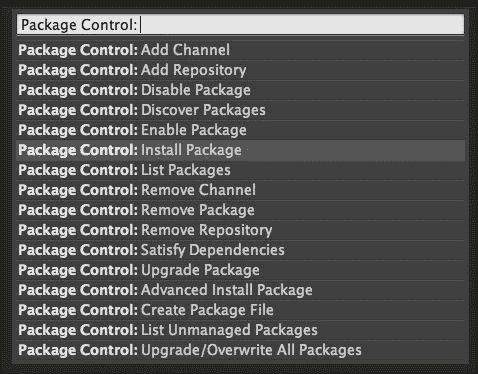 Package Control:
Package Control: Add Channel
Package Control: Add Repository
Package Control: Disable Package
Package Control: Discover Packages
Package Control: Enable Package
Package Control: Install Package
Package Control: List Packages
Package Control: Remove Channel
Package Control: Remove Package
Package Control: Remove Repository
Package Control: Satisfy Dependencies
Package Control: Upgrade Package
Package Control: Advanced Install Package
Package Control: Create Package File
Package Control: List Unmanaged Packages
Package Control: Upgrade/Overwrite All Packages